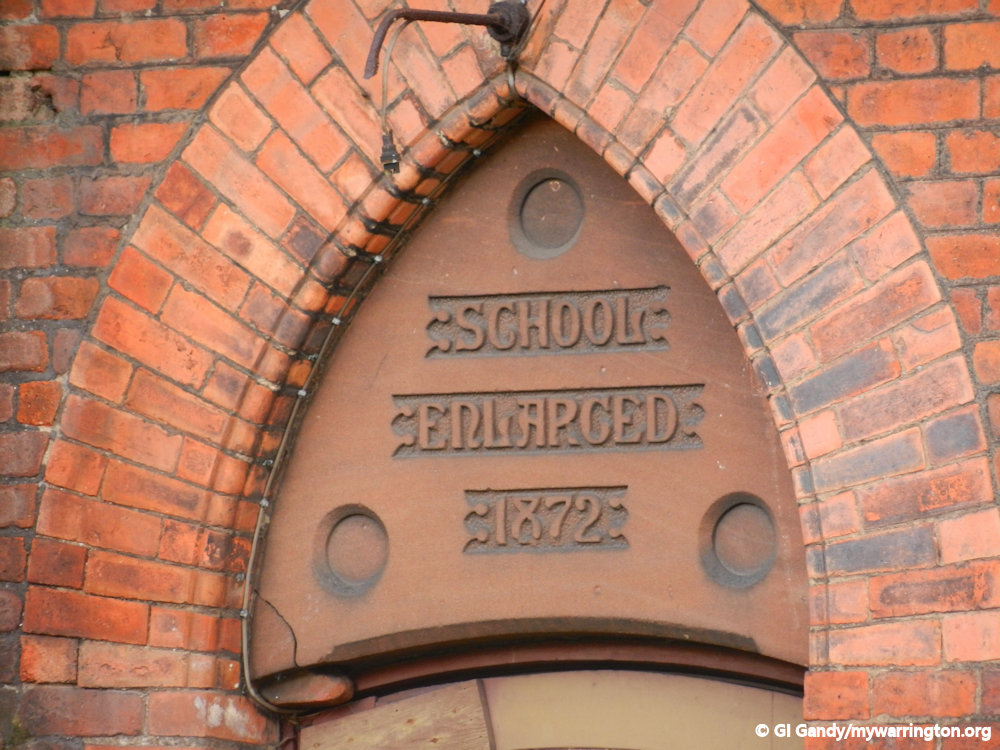 SCHOOL
ENLARGED
1872
© GI Gandy/mywarrington.org